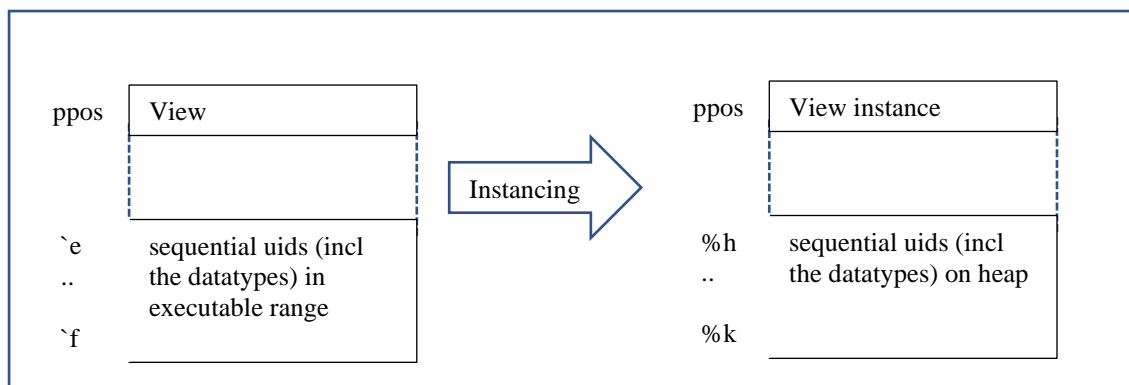 ppos
View
Instancing
ppos
View instance
`e
..
`f
sequential uids (incl
the datatypes) in
executable range
%h
..
%k
sequential uids (incl
the datatypes) on heap